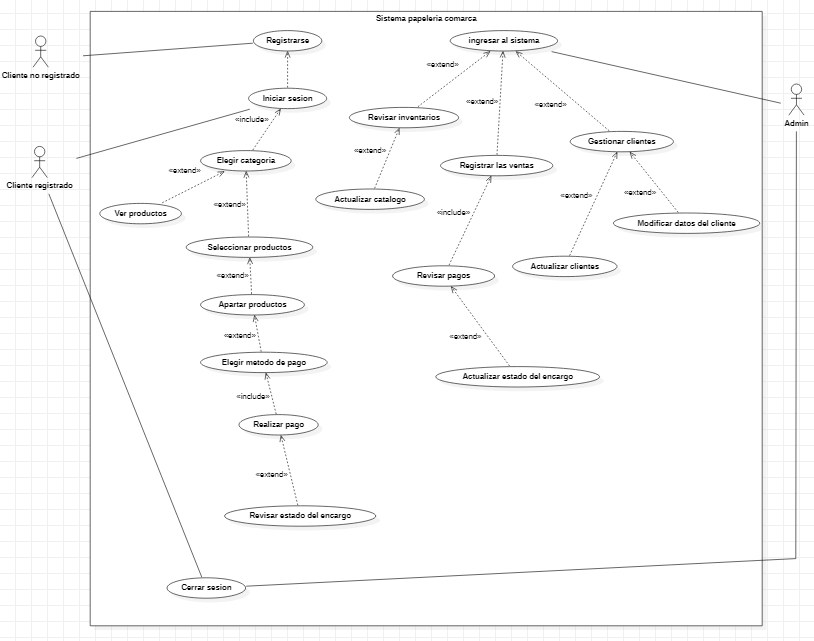 Sistema papeleria comarca
Registrarse
ingresar al sistema
Cliente no registrado
«extend»
Iniciar sesion
«extend»
«extend»
Admin
Revisar inventarios
«include»
Gestionar clientes
«extend»
Elegir categoria
Registrar las ventas
«extend»
Cliente registrado
«extend»
«extend»
Actualizar catalogo
«extend»
Ver productos
«include»
Modificar datos del cliente
Seleccionar productos
Actualizar clientes
«extend»
Revisar pagos
Apartar productos
«extend»
«extend»
Elegir metodo de pago
Actualizar estado del encargo
«include»
Realizar pago
«extend»
Revisar estado del encargo
Cerrar sesion